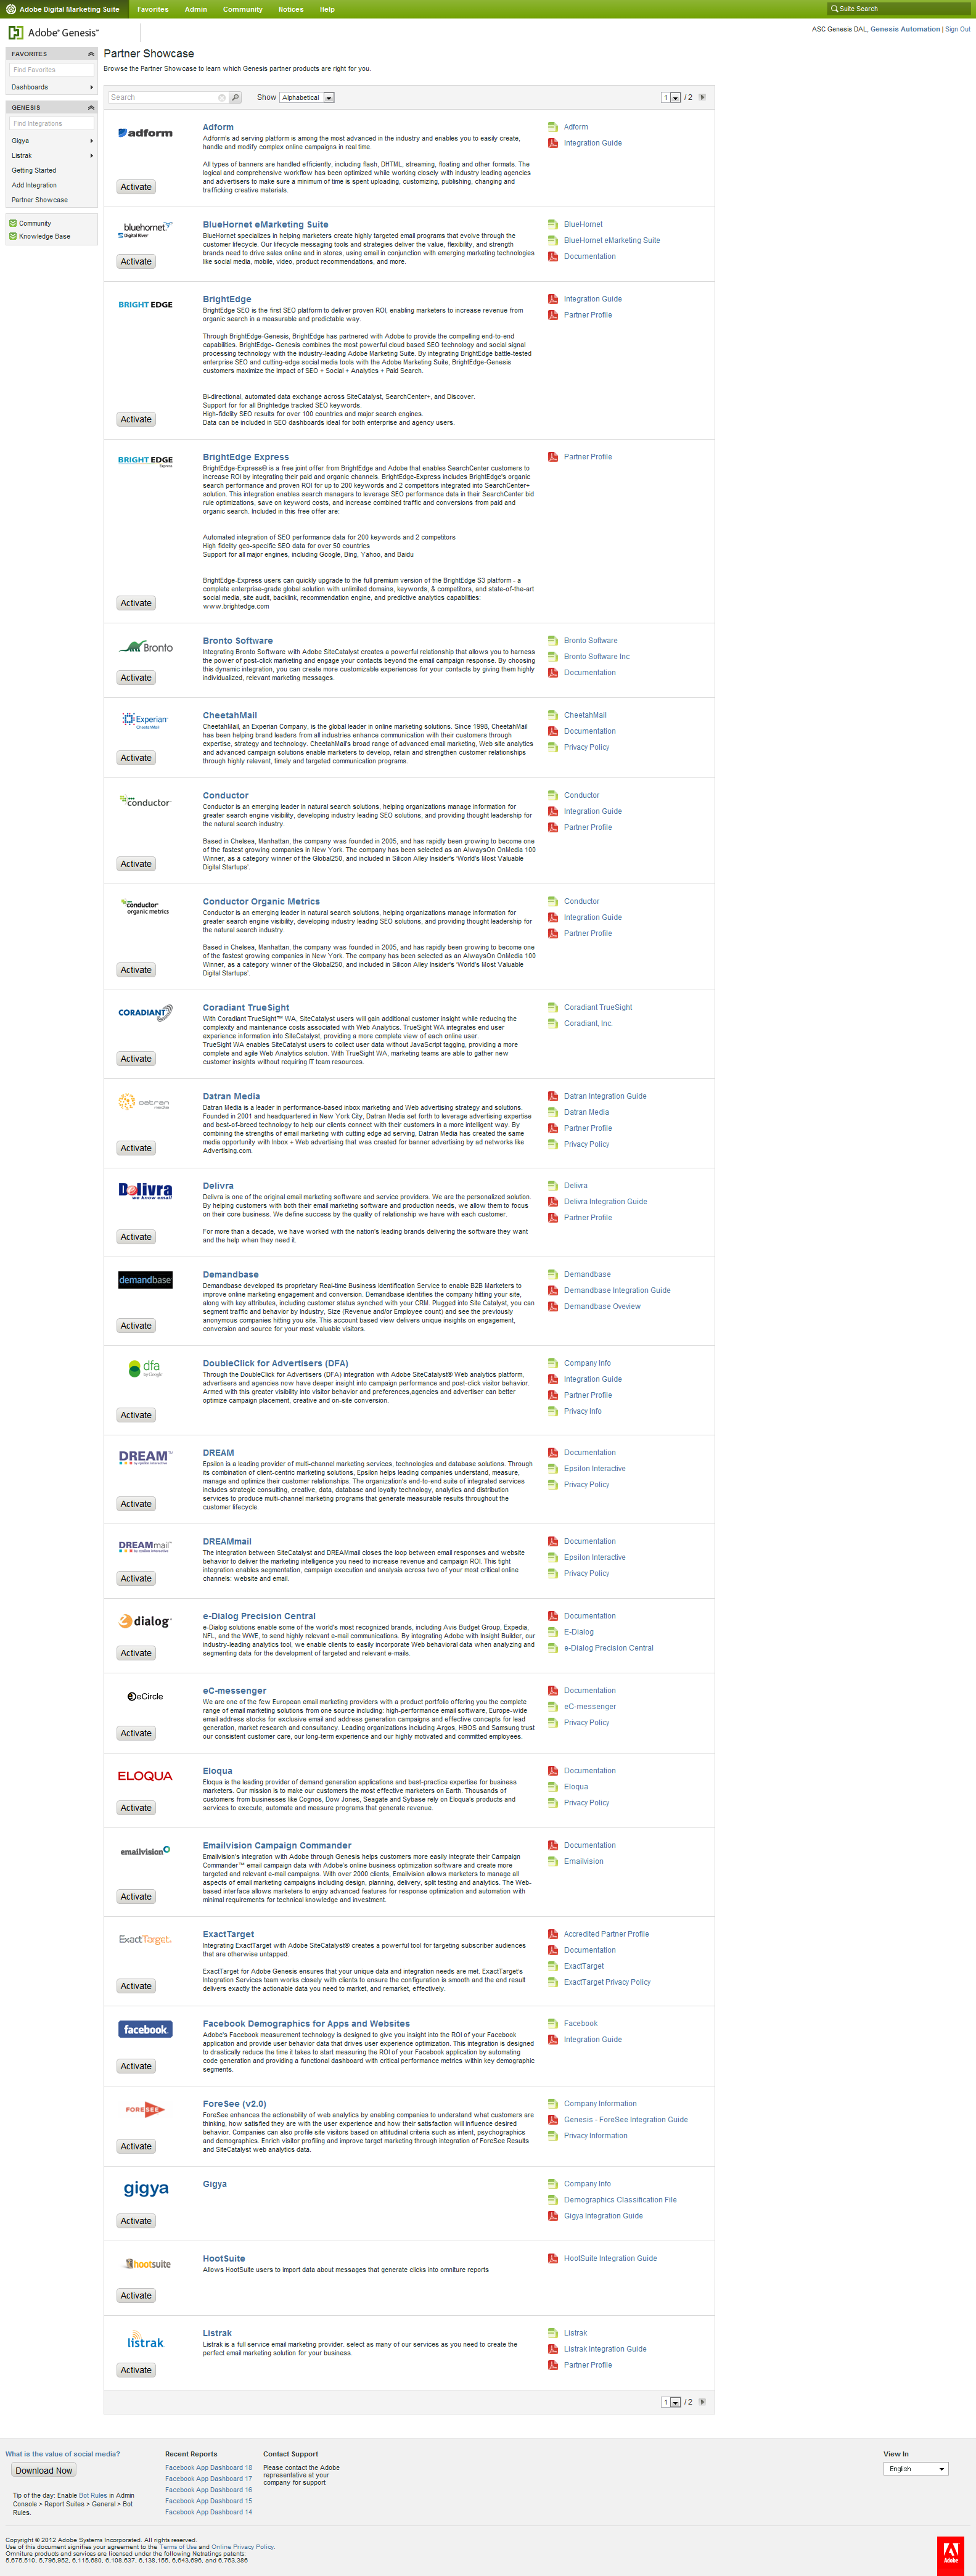 Adobe Digital Marketing Suite Favorites Admin Community Notices Help Suite Search
Adobe® Genesis™
ASC Genesis DAL, Genesis Automation | Sign Out
FAVORITES
Find Favorites
Dashboards
GENESIS
Find Integrations
Gigya
Listrak
Getting Started
Add Integration
Partner Showcase
Community
Knowledge Base
Partner Showcase
Browse the Partner Showcase to learn which Genesis partner products are right for you.
Search Show Alphabetical 1 / 2
adform
Activate
Adform
Adform's ad serving platform is among the most advanced in the industry and enables you to easily create,
handle and modify complex online campaigns in real time.
All types of banners are handled efficiently, including flash, DHTML, streaming, floating and other formats. The
logical and comprehensive workflow has been optimized while working closely with industry leading agencies
and advertisers to make sure a minimum of time is spent uploading, customizing, publishing, changing and
trafficking creative materials.
Adform
Integration Guide
bluehornet
Digital River
Activate
BlueHornet eMarketing Suite
BlueHornet specializes in helping marketers create highly targeted email programs that evolve through the
customer lifecycle. Our lifecycle messaging tools and strategies deliver the value, flexibility, and strength
brands need to drive sales online and in stores, using email in conjunction with emerging marketing technologies
like social media, mobile, video, product recommendations, and more.
BlueHornet
BlueHornet eMarketing Suite
Documentation
BRIGHT EDGE
Activate
BrightEdge
BrightEdge SEO is the first SEO platform to deliver proven ROI, enabling marketers to increase revenue from
organic search in a measurable and predictable way.
Through BrightEdge-Genesis, BrightEdge has partnered with Adobe to provide the compelling end-to-end
capabilities. BrightEdge- Genesis combines the most powerful cloud based SEO technology and social signal
processing technology with the industry-leading Adobe Marketing Suite. By integrating BrightEdge battle-tested
enterprise SEO and cutting-edge social media tools with the Adobe Marketing Suite, BrightEdge-Genesis
customers maximize the impact of SEO + Social + Analytics + Paid Search.
Bi-directional, automated data exchange across SiteCatalyst, SearchCenter+, and Discover.
Support for for all Brightedge tracked SEO keywords.
High-fidelity SEO results for over 100 countries and major search engines.
Data can be included in SEO dashboards ideal for both enterprise and agency users.
Integration Guide
Partner Profile
BRIGHT EDGE
Express
Activate
BrightEdge Express
BrightEdge-Express® is a free joint offer from BrightEdge and Adobe that enables SearchCenter customers to
increase ROI by integrating their paid and organic channels. BrightEdge-Express includes BrightEdge's organic
search performance and proven ROI for up to 200 keywords and 2 competitors integrated into SearchCenter+
solution. This integration enables search managers to leverage SEO performance data in their SearchCenter bid
rule optimizations, save on keyword costs, and increase combined traffic and conversions from paid and
organic search. Included in this free offer are:
Automated integration of SEO performance data for 200 keywords and 2 competitors
High fidelity geo-specific SEO data for over 50 countries
Support for all major engines, including Google, Bing, Yahoo, and Baidu
BrightEdge-Express users can quickly upgrade to the full premium version of the BrightEdge S3 platform - a
complete enterprise-grade global solution with unlimited domains, keywords, & competitors, and state-of-the-art
social media, site audit, backlink, recommendation engine, and predictive analytics capabilities:
www.brightedge.com
Partner Profile
Bronto
Activate
Bronto Software
Integrating Bronto Software with Adobe SiteCatalyst creates a powerful relationship that allows you to harness
the power of post-click marketing and engage your contacts beyond the email campaign response. By choosing
this dynamic integration, you can create more customizable experiences for your contacts by giving them highly
individualized, relevant marketing messages.
Bronto Software
Bronto Software Inc
Documentation
Experian
CheetahMail
Activate
CheetahMail
CheetahMail, an Experian Company, is the global leader in online marketing solutions. Since 1998, CheetahMail
has been helping brand leaders from all industries enhance communication with their customers through
expertise, strategy and technology. CheetahMail's broad range of advanced email marketing, Web site analytics
and advanced campaign solutions enable marketers to develop, retain and strengthen customer relationships
through highly relevant, timely and targeted communication programs.
CheetahMail
Documentation
Privacy Policy
conductor
Activate
Conductor
Conductor is an emerging leader in natural search solutions, helping organizations manage information for
greater search engine visibility, developing industry leading SEO solutions, and providing thought leadership for
the natural search industry.
Based in Chelsea, Manhattan, the company was founded in 2005, and has rapidly been growing to become one
of the fastest growing companies in New York. The company has been selected as an AlwaysOn OnMedia 100
Winner, as a category winner of the Global250, and included in Silicon Alley Insider's 'World's Most Valuable
Digital Startups'.
Conductor
Integration Guide
Partner Profile
conductor
organic metrics
Activate
Conductor Organic Metrics
Conductor is an emerging leader in natural search solutions, helping organizations manage information for
greater search engine visibility, developing industry leading SEO solutions, and providing thought leadership for
the natural search industry.
Based in Chelsea, Manhattan, the company was founded in 2005, and has rapidly been growing to become one
of the fastest growing companies in New York. The company has been selected as an AlwaysOn OnMedia 100
Winner, as a category winner of the Global250, and included in Silicon Alley Insider's 'World's Most Valuable
Digital Startups'.
Conductor
Integration Guide
Partner Profile
CORADIANT
Activate
Coradiant TrueSight
With Coradiant TrueSight™ WA, SiteCatalyst users will gain additional customer insight while reducing the
complexity and maintenance costs associated with Web Analytics. TrueSight WA integrates end user
experience information into SiteCatalyst, providing a more complete view of each online user.
TrueSight WA enables SiteCatalyst users to collect user data without JavaScript tagging, providing a more
complete and agile Web Analytics solution. With TrueSight WA, marketing teams are able to gather new
customer insights without requiring IT team resources.
Coradiant TrueSight
Coradiant, Inc.
datran
media
Activate
Datran Media
Datran Media is a leader in performance-based inbox marketing and Web advertising strategy and solutions.
Founded in 2001 and headquartered in New York City, Datran Media set forth to leverage advertising expertise
and best-of-breed technology to help our clients connect with their customers in a more intelligent way. By
combining the strengths of email marketing with cutting edge ad serving, Datran Media has created the same
media opportunity with Inbox + Web advertising that was created for banner advertising by ad networks like
Advertising.com.
Datran Integration Guide
Datran Media
Partner Profile
Privacy Policy
Delivra
we know email
Activate
Delivra
Delivra is one of the original email marketing software and service providers. We are the personalized solution.
By helping customers with both their email marketing software and production needs, we allow them to focus
on their core business. We define success by the quality of relationship we have with each customer.
For more than a decade, we have worked with the nation's leading brands delivering the software they want
and the help when they need it.
Delivra
Delivra Integration Guide
Partner Profile
demandbase
Activate
Demandbase
Demandbase developed its proprietary Real-time Business Identification Service to enable B2B Marketers to
improve online marketing engagement and conversion. Demandbase identifies the company hitting your site,
along with key attributes, including customer status synched with your CRM. Plugged into Site Catalyst, you can
segment traffic and behavior by Industry, Size (Revenue and/or Employee count) and see the previously
anonymous companies hitting you site. This account based view delivers unique insights on engagement,
conversion and source for your most valuable visitors.
Demandbase
Demandbase Integration Guide
Demandbase Oveview
dfa
by Google
Activate
DoubleClick for Advertisers (DFA)
Through the DoubleClick for Advertisers (DFA) integration with Adobe SiteCatalyst® Web analytics platform,
advertisers and agencies now have deeper insight into campaign performance and post-click visitor behavior.
Armed with this greater visibility into visitor behavior and preferences,agencies and advertiser can better
optimize campaign placement, creative and on-site conversion.
Company Info
Integration Guide
Partner Profile
Privacy Info
DREAM™
by epsilon interactive
Activate
DREAM
Epsilon is a leading provider of multi-channel marketing services, technologies and database solutions. Through
its combination of client-centric marketing solutions, Epsilon helps leading companies understand, measure,
manage and optimize their customer relationships. The organization's end-to-end suite of integrated services
includes strategic consulting, creative, data, database and loyalty technology, analytics and distribution
services to produce multi-channel marketing programs that generate measurable results throughout the
customer lifecycle.
Documentation
Epsilon Interactive
Privacy Policy
DREAMmail™
by epsilon interactive
Activate
DREAMmail
The integration between SiteCatalyst and DREAMmail closes the loop between email responses and website
behavior to deliver the marketing intelligence you need to increase revenue and campaign ROI. This tight
integration enables segmentation, campaign execution and analysis across two of your most critical online
channels: website and email.
Documentation
Epsilon Interactive
Privacy Policy
dialog
Activate
e-Dialog Precision Central
e-Dialog solutions enable some of the world's most recognized brands, including Avis Budget Group, Expedia,
NFL, and the WWE, to send highly relevant e-mail communications. By integrating Adobe with Insight Builder, our
industry-leading analytics tool, we enable clients to easily incorporate Web behavioral data when analyzing and
segmenting data for the development of targeted and relevant e-mails.
Documentation
E-Dialog
e-Dialog Precision Central
eCircle
Activate
eC-messenger
We are one of the few European email marketing providers with a product portfolio offering you the complete
range of email marketing solutions from one source including: high-performance email software, Europe-wide
email address stocks for exclusive email and address generation campaigns and effective concepts for lead
generation, market research and consultancy. Leading organizations including Argos, HBOS and Samsung trust
our consistent customer care, our long-term experience and our highly motivated and committed employees.
Documentation
eC-messenger
Privacy Policy
ELOQUA
Activate
Eloqua
Eloqua is the leading provider of demand generation applications and best-practice expertise for business
marketers. Our mission is to make our customers the most effective marketers on Earth. Thousands of
customers from businesses like Cognos, Dow Jones, Seagate and Sybase rely on Eloqua's products and
services to execute, automate and measure programs that generate revenue.
Documentation
Eloqua
Privacy Policy
emailvision
Activate
Emailvision Campaign Commander
Emailvision's integration with Adobe through Genesis helps customers more easily integrate their Campaign
Commander™ email campaign data with Adobe's online business optimization software and create more
targeted and relevant e-mail campaigns. With over 2000 clients, Emailvision allows marketers to manage all
aspects of email marketing campaigns including design, planning, delivery, split testing and analytics. The Web-
based interface allows marketers to enjoy advanced features for response optimization and automation with
minimal requirements for technical knowledge and investment.
Documentation
Emailvision
ExactTarget
Activate
ExactTarget
Integrating ExactTarget with Adobe SiteCatalyst® creates a powerful tool for targeting subscriber audiences
that are otherwise untapped.
ExactTarget for Adobe Genesis ensures that your unique data and integration needs are met. ExactTarget's
Integration Services team works closely with clients to ensure the configuration is smooth and the end result
delivers exactly the actionable data you need to market, and remarket, effectively.
Accredited Partner Profile
Documentation
ExactTarget
ExactTarget Privacy Policy
facebook
Activate
Facebook Demographics for Apps and Websites
Adobe's Facebook measurement technology is designed to give you insight into the ROI of your Facebook
application and provide user behavior data that drives user experience optimization. This integration is designed
to drastically reduce the time it takes to start measuring the ROI of your Facebook application by automating
code generation and providing a functional dashboard with critical performance metrics within key demographic
segments.
Facebook
Integration Guide
FORESEE
Activate
ForeSee (v2.0)
ForeSee enhances the actionability of web analytics by enabling companies to understand what customers are
thinking, how satisfied they are with the user experience and how their satisfaction will influence desired
behavior. Companies can also profile site visitors based on attitudinal criteria such as intent, psychographics
and demographics. Enrich visitor profiling and improve target marketing through integration of ForeSee Results
and SiteCatalyst web analytics data.
Company Information
Genesis - ForeSee Integration Guide
Privacy Information
gigya
Activate
Gigya
Company Info
Demographics Classification File
Gigya Integration Guide
hootsuite
Activate
HootSuite
Allows HootSuite users to import data about messages that generate clicks into omniture reports
HootSuite Integration Guide
listrak
Activate
Listrak
Listrak is a full service email marketing provider. select as many of our services as you need to create the
perfect email marketing solution for your business.
Listrak
Listrak Integration Guide
Partner Profile
1 / 2
What is the value of social media?
Download Now
Tip of the day: Enable Bot Rules in Admin
Console > Report Suites > General > Bot
Rules.
Recent Reports
Facebook App Dashboard 18
Facebook App Dashboard 17
Facebook App Dashboard 16
Facebook App Dashboard 15
Facebook App Dashboard 14
Contact Support
Please contact the Adobe
representative at your
company for support
View In
English
Copyright © 2012 Adobe Systems Incorporated. All rights reserved.
Use of this document signifies your agreement to the Terms of Use and Online Privacy Policy.
Omniture products and services are licensed under the following Netratings patents:
5,675,510, 5,796,952, 6,115,680, 6,108,637, 6,138,155, 6,643,696, and 6,763,386
Adobe